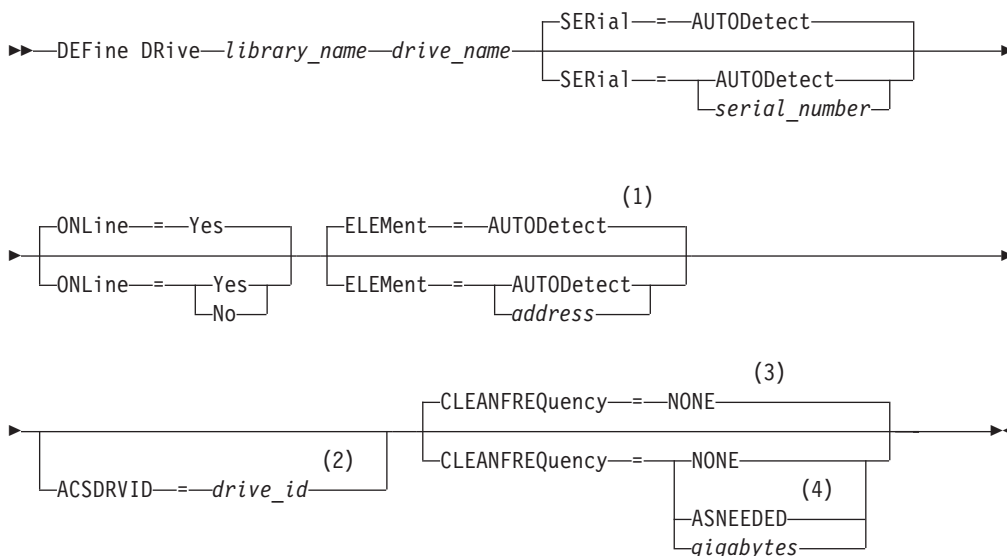 SERial = AUTODetect
DEFine DRive library_name drive_name
SERial = AUTODetect
serial_number
(1)
ONLine = Yes ELEMent = AUTODetect
ONLine = Yes ELEMent = AUTODetect
No address
(3)
CLEANFREQuency = NONE
(2) CLEANFREQuency = NONE
ACSDRVID = drive_id (4)
ASNEEDED
gigabytes